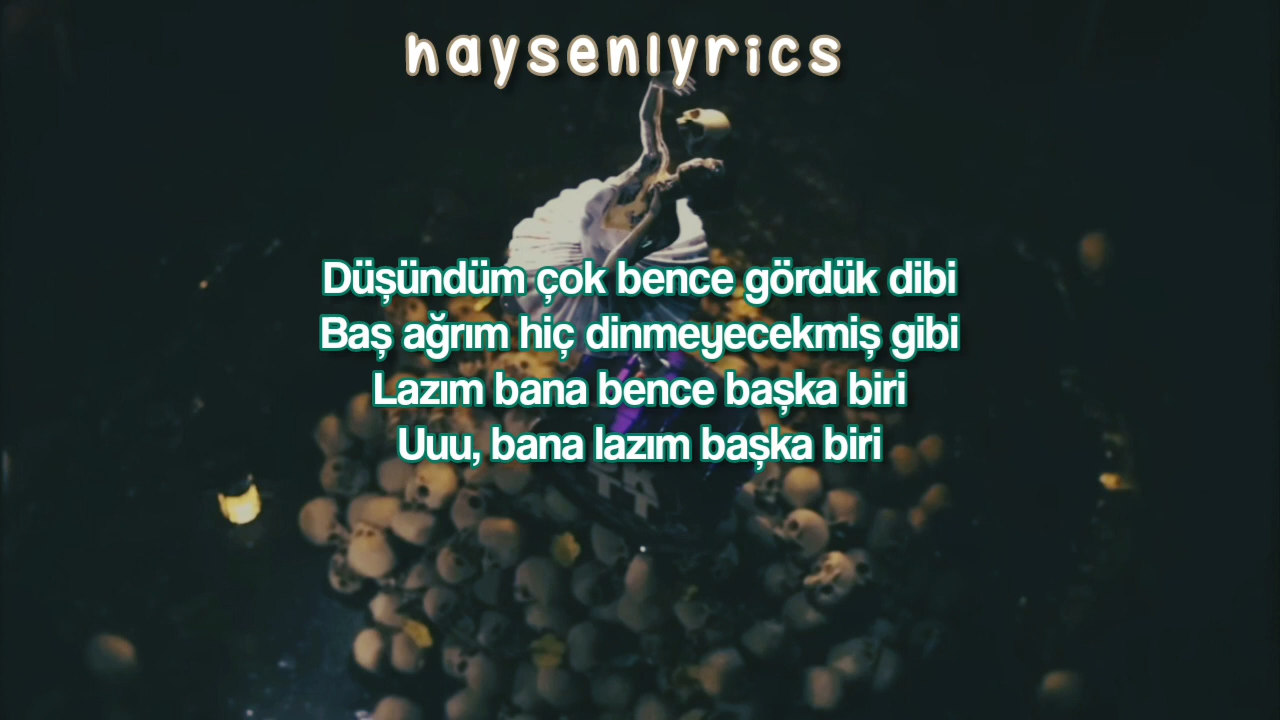 haysenlyrics
Düşündüm çok bence gördük dibi
Baş ağrım hiç dinmeyecekmiş gibi
Lazım bana bence başka biri
Uuu, bana lazım başka biri